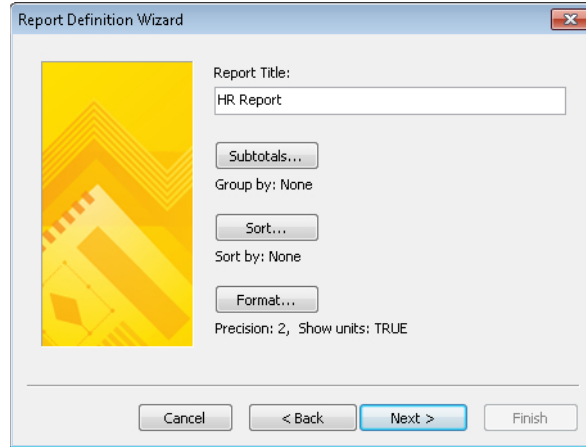 Report Definition Wizard
Report Title:
HR Report
Subtotals...
Group by: None
Sort...
Sort by: None
Format...
Precision: 2, Show units: TRUE
Cancel
< Back
Next >
Finish